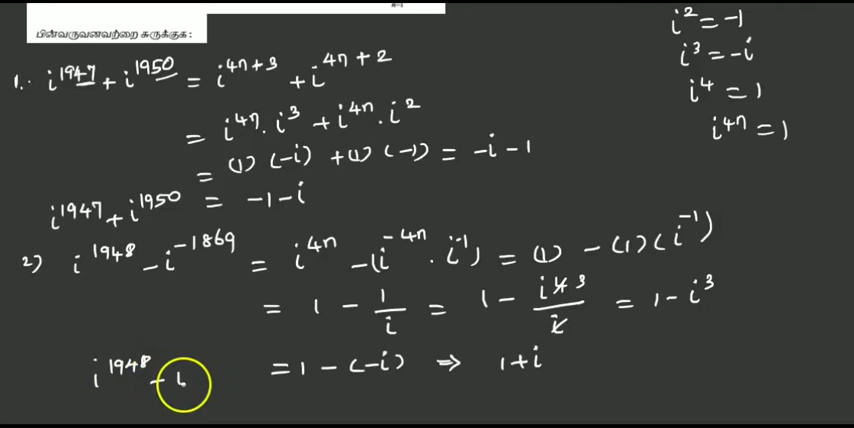 பின்வருவனவற்றை சுருக்குக:
i² = -1
i³ = -i
i⁴ = 1
i⁴ⁿ = 1
1. i¹⁹⁴⁷ + i¹⁹⁵⁰ = i⁴ⁿ⁺³ + i⁴ⁿ⁺²
= i⁴ⁿ · i³ + i⁴ⁿ · i²
= (1) (-i) + (1) (-1) = -i - 1
i¹⁹⁴⁷ + i¹⁹⁵⁰ = -1 - i
2) i¹⁹⁴⁸ - i⁻¹⁸⁶⁹ = i⁴ⁿ - (i⁻⁴ⁿ · i⁻¹) = (1) - (1) (i⁻¹)
= 1 - 1/i = 1 - i⁴ ³/i = 1 - i³
i¹⁹⁴⁸ - i = 1 - (-i) ⇒ 1 + i